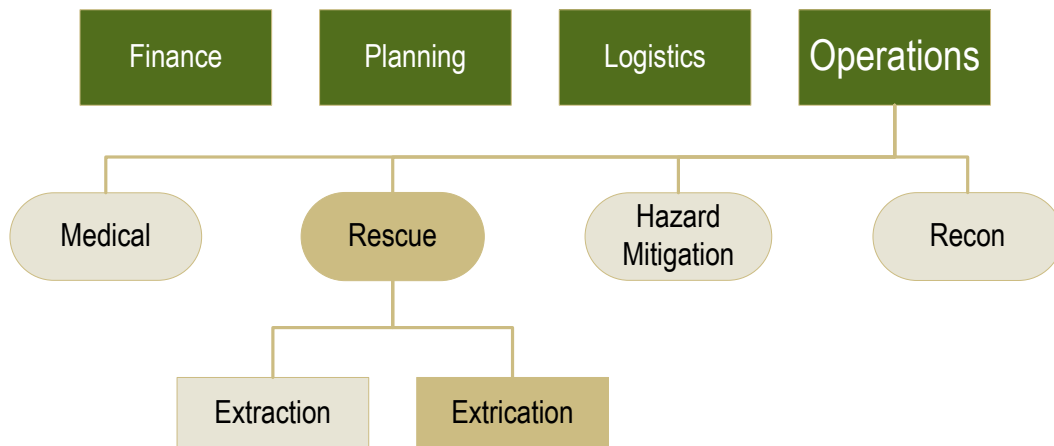 Finance
Planning
Logistics
Operations
Medical
Rescue
Hazard
Mitigation
Recon
Extraction
Extrication